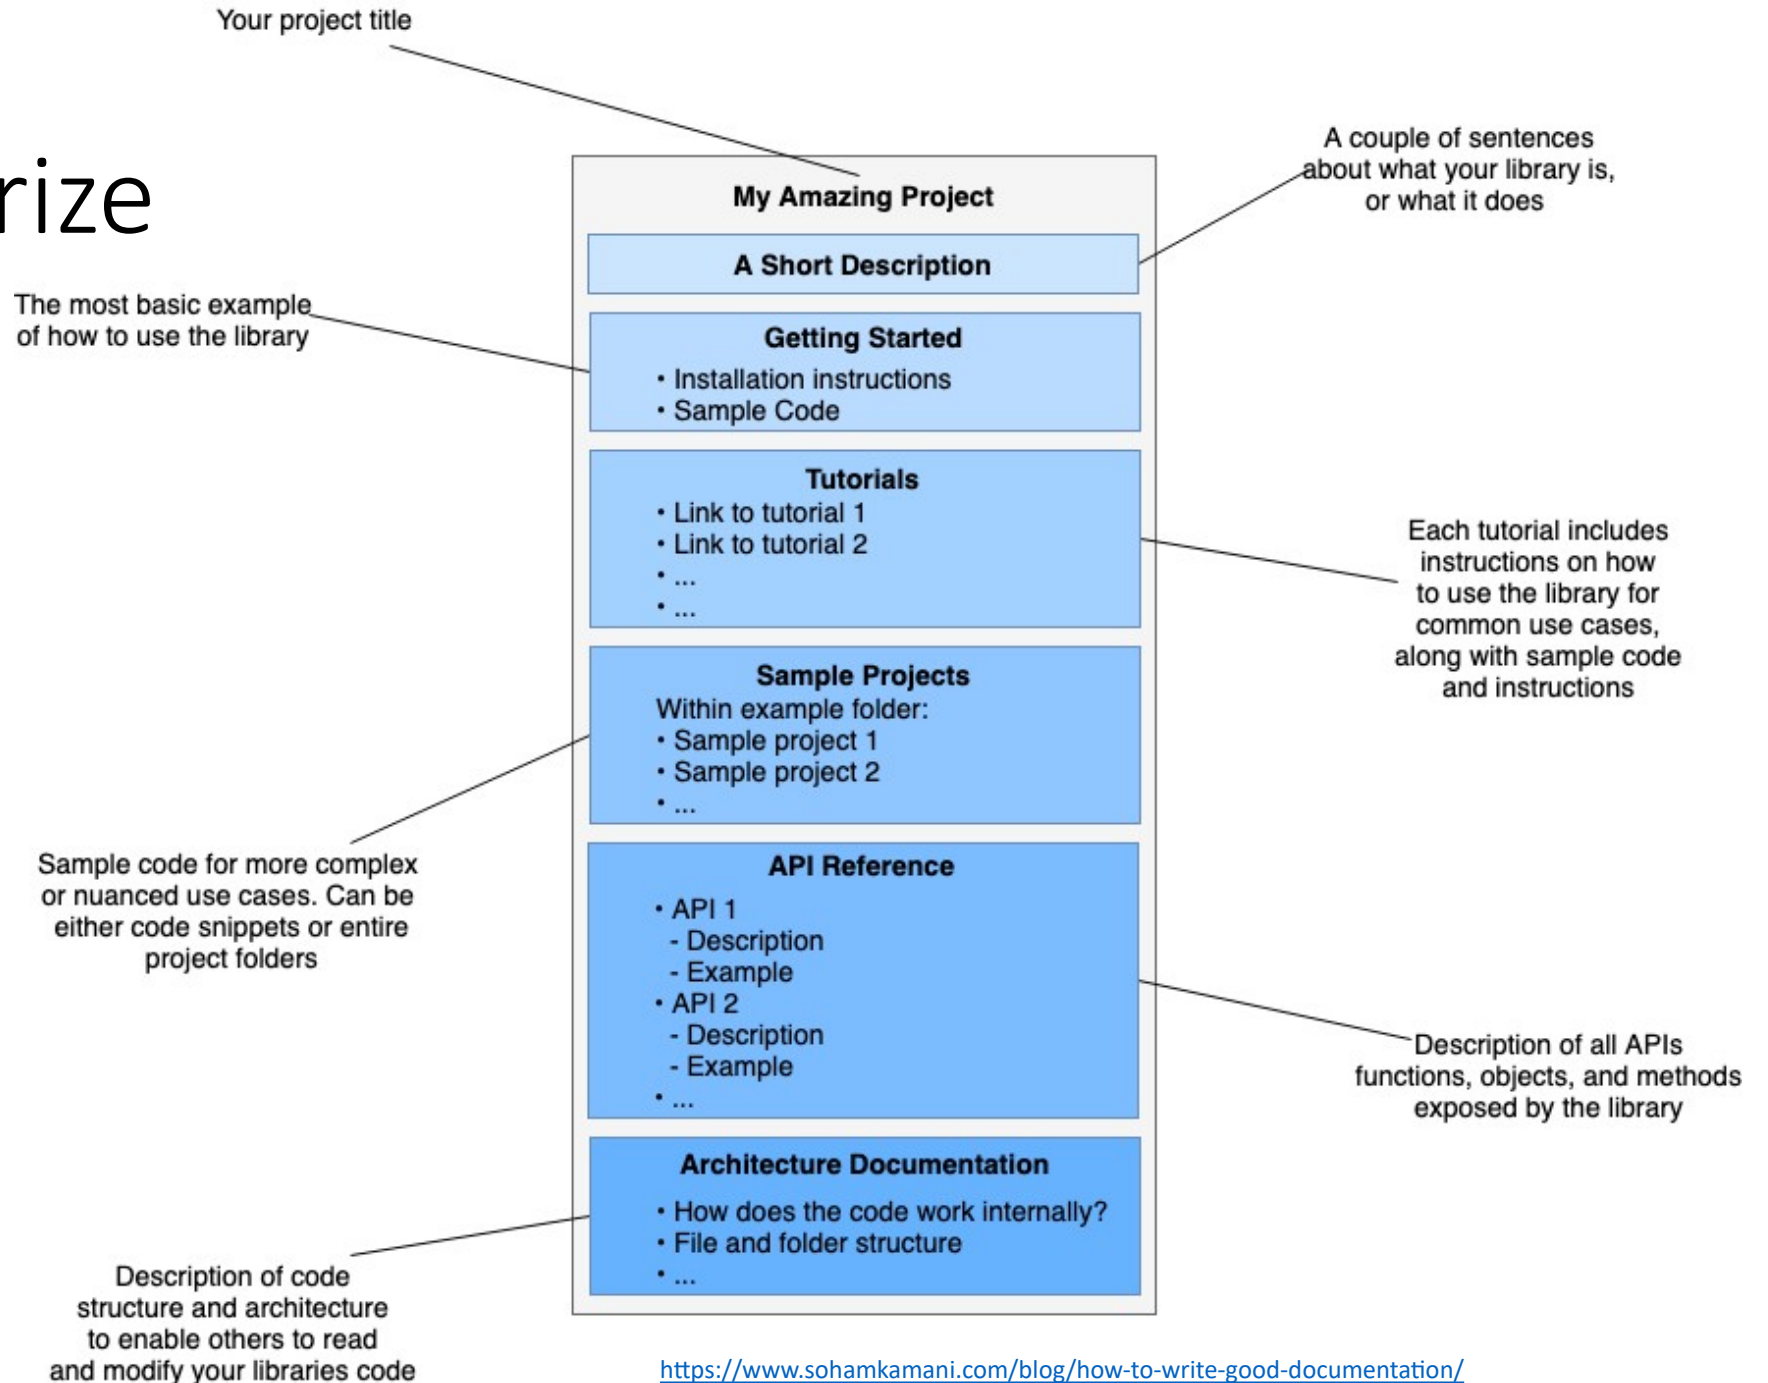 Your project title
rize
The most basic example
of how to use the library
A couple of sentences
about what your library is,
or what it does
My Amazing Project
A Short Description
Getting Started
• Installation instructions
• Sample Code
Tutorials
• Link to tutorial 1
• Link to tutorial 2
• ...
• ...
Each tutorial includes
instructions on how
to use the library for
common use cases,
along with sample code
and instructions
Sample Projects
Within example folder:
• Sample project 1
• Sample project 2
• ...
Sample code for more complex
or nuanced use cases. Can be
either code snippets or entire
project folders
API Reference
• API 1
- Description
- Example
• API 2
- Description
- Example
• ...
Description of all APIs
functions, objects, and methods
exposed by the library
Architecture Documentation
• How does the code work internally?
• File and folder structure
• ...
Description of code
structure and architecture
to enable others to read
and modify your libraries code
https://www.sohamkamani.com/blog/how-to-write-good-documentation/